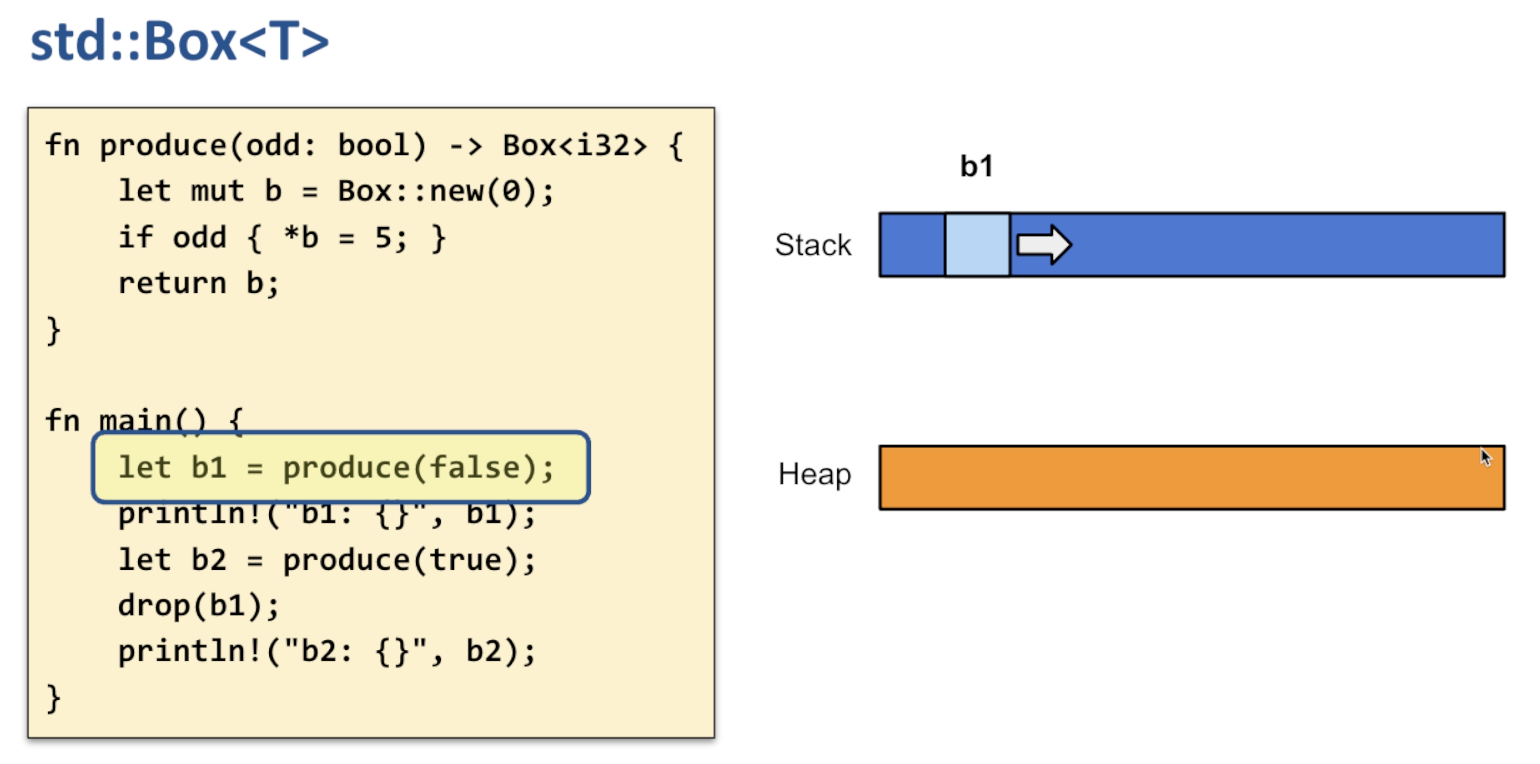 std::Box<T>
fn produce(odd: bool) -> Box<i32> {
    let mut b = Box::new(0);
    if odd { *b = 5; }
    return b;
}
fn main() {
    let b1 = produce(false);
    println!("b1: {}", b1);
    let b2 = produce(true);
    drop(b1);
    println!("b2: {}", b2);
}
b1
Stack
Heap